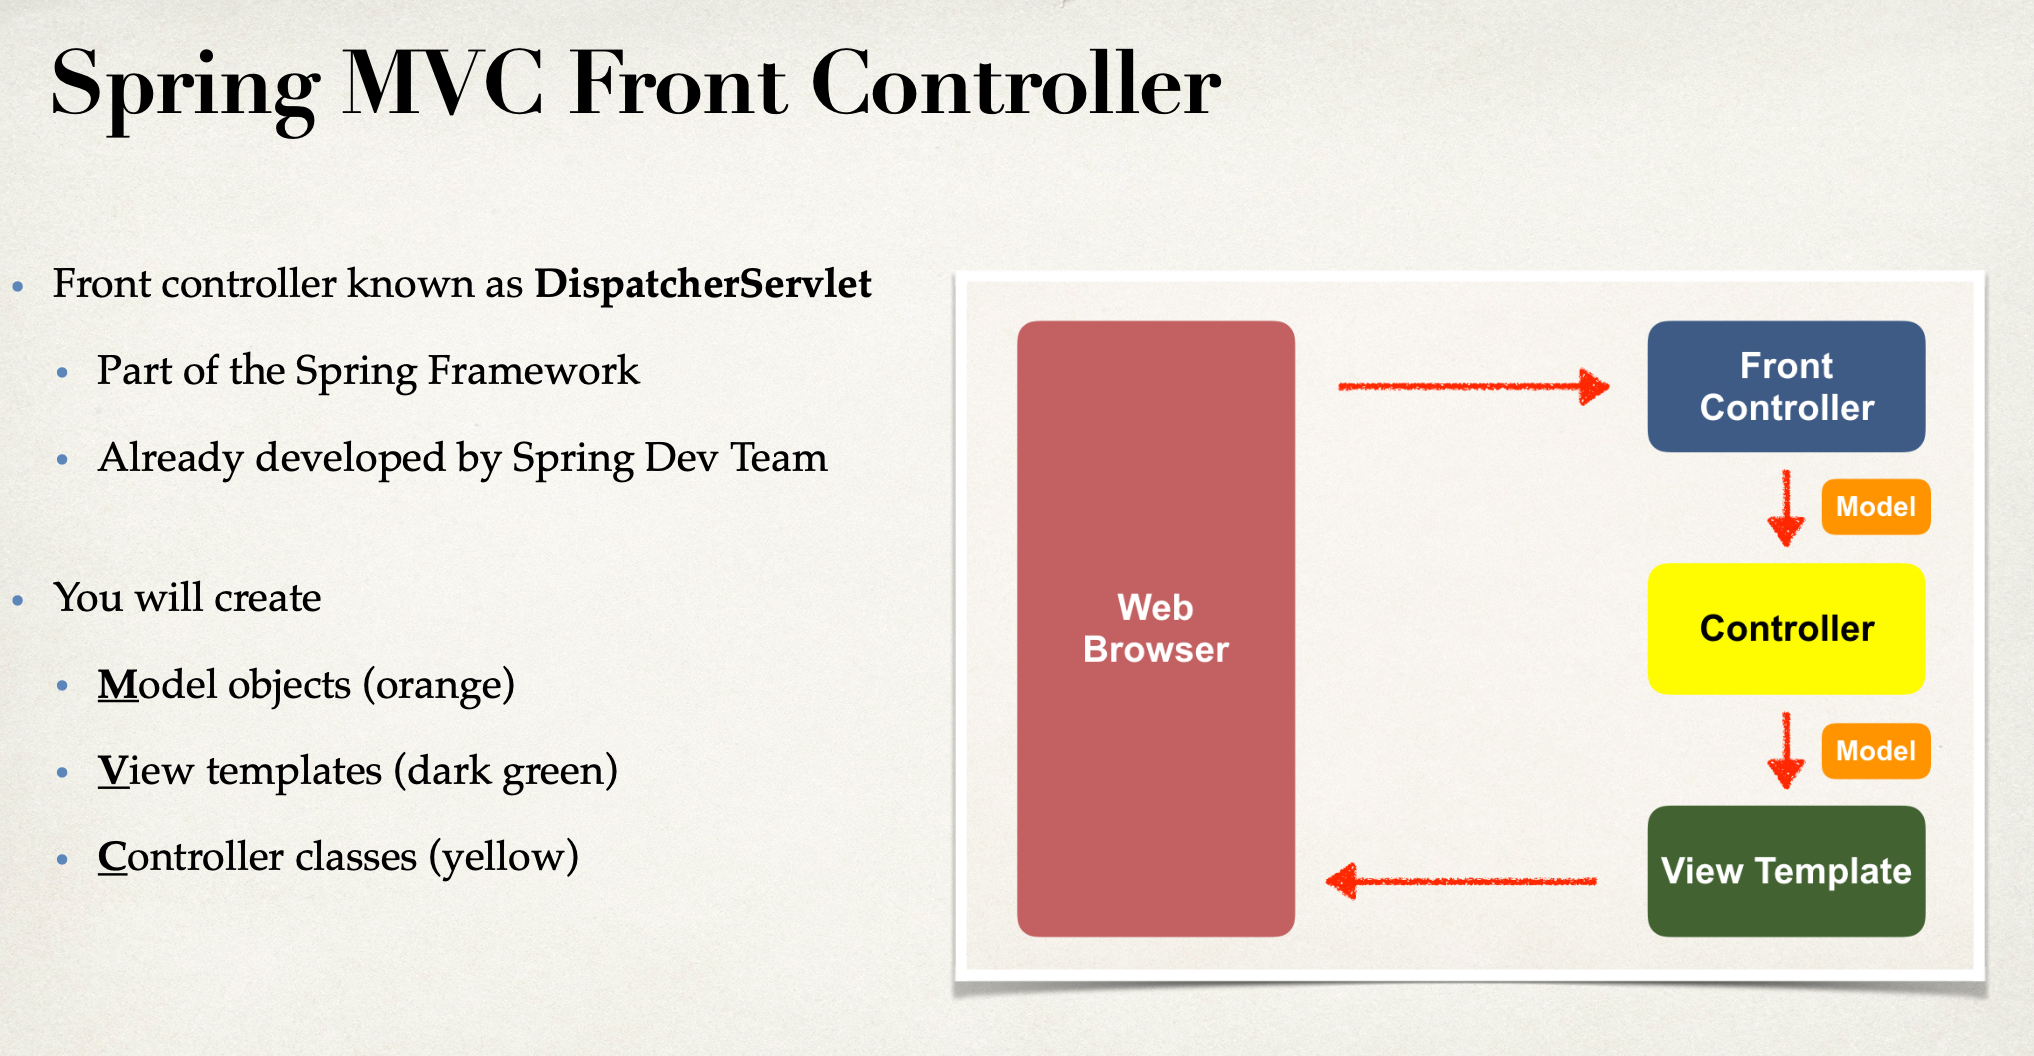 Spring MVC Front Controller
• Front controller known as DispatcherServlet
• Part of the Spring Framework
• Already developed by Spring Dev Team
• You will create
• Model objects (orange)
• View templates (dark green)
• Controller classes (yellow)
Web
Browser
Front
Controller
Model
Controller
Model
View Template